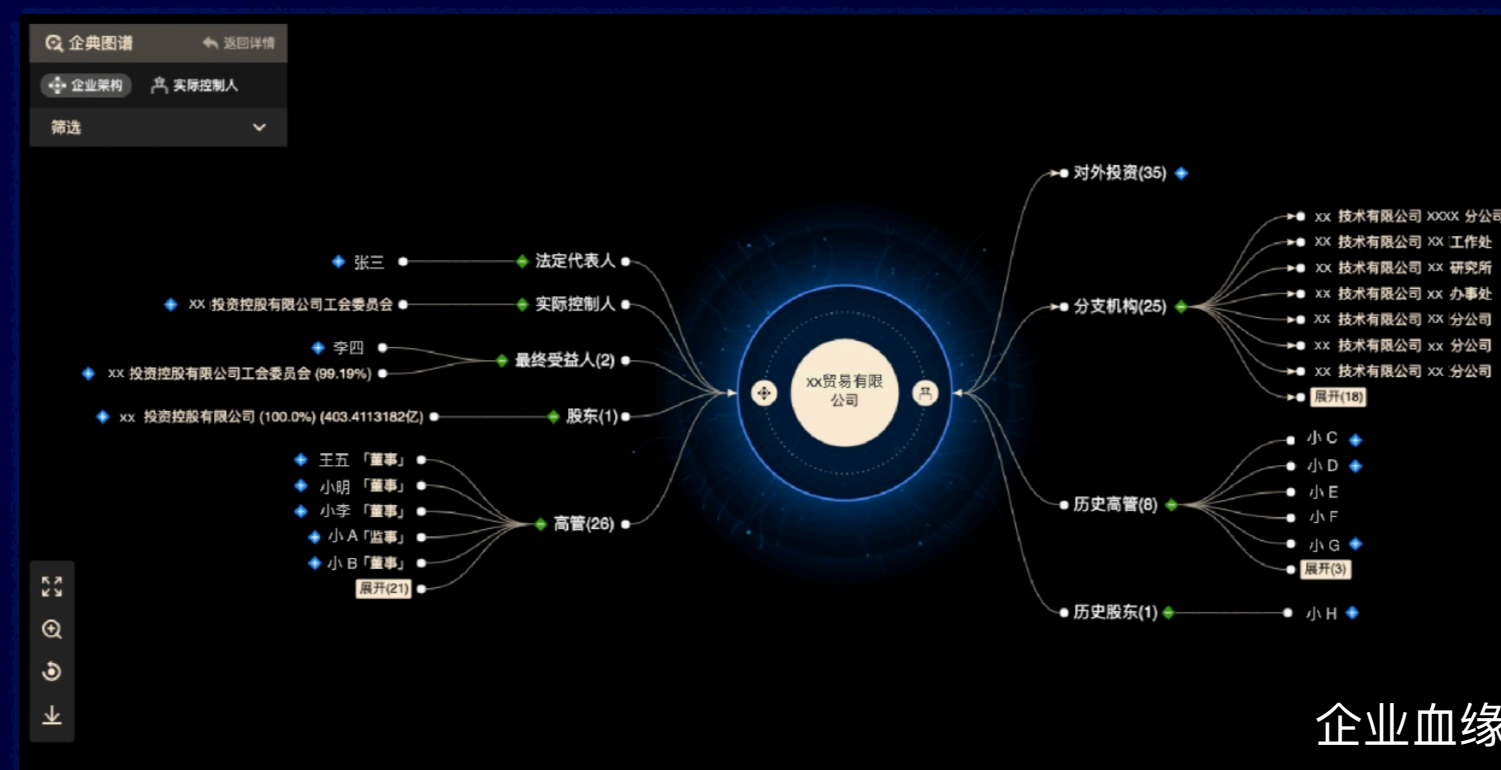 企典图谱
返回详情
企业架构
实际控制人
筛选
张三
法定代表人
xx 投资控股有限公司工会委员会
实际控制人
李四
xx 投资控股有限公司工会委员会 (99.19%)
最终受益人(2)
xx 投资控股有限公司 (100.0%) (403.4113182亿)
股东(1)
王五「董事」
小明「董事」
小李「董事」
小 A「监事」
小 B「董事」
展开(21)
高管(26)
xx贸易有限
公司
对外投资(35)
分支机构(25)
xx 技术有限公司 xxxx 分公司
xx 技术有限公司 xx 工作处
xx 技术有限公司 xx 研究所
xx 技术有限公司 xx 办事处
xx 技术有限公司 xx 分公司
xx 技术有限公司 xx 分公司
xx 技术有限公司 xx 分公司
展开(18)
历史高管(8)
小 C
小 D
小 E
小 F
小 G
展开(3)
历史股东(1)
小 H
企业血缘